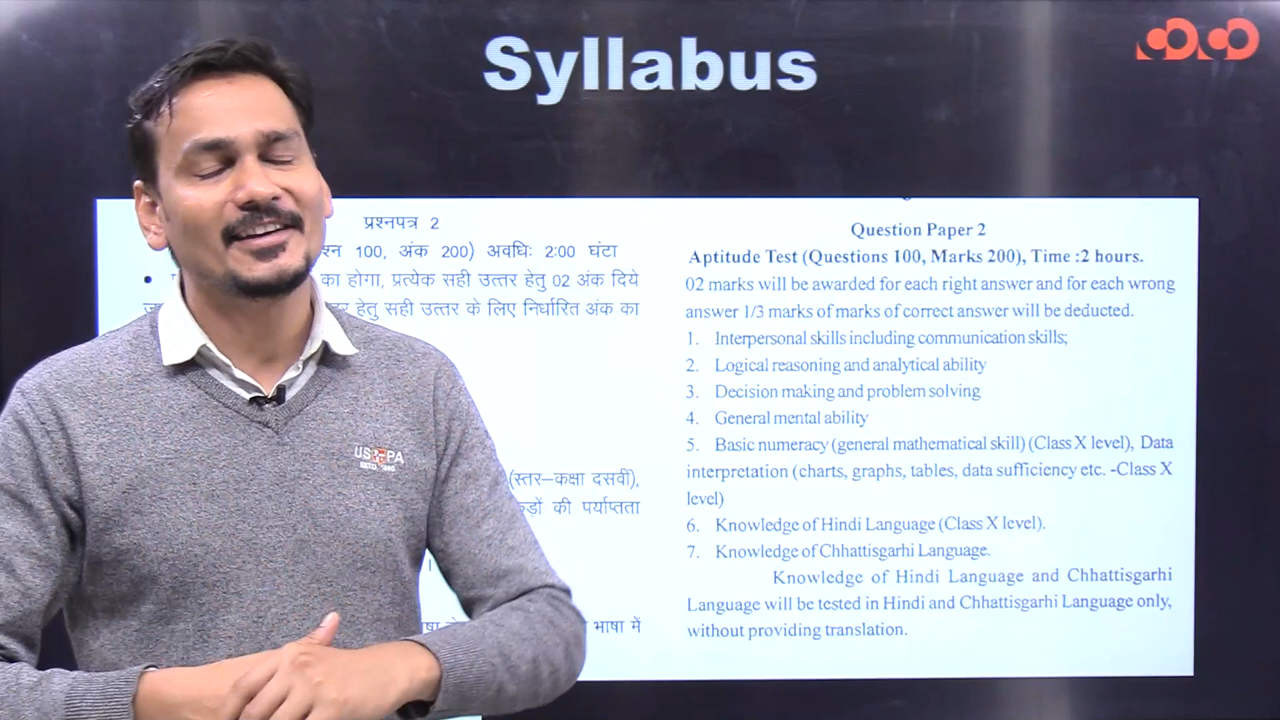 Syllabus
प्रश्नपत्र 2
100, अंक 200) अवधिः 2:00 घंटा
का होगा, प्रत्येक सही उत्तर हेतु 02 अंक दिये
हेतु सही उत्तर के लिए निर्धारित अंक का
(स्तर–कक्षा दसवीं),
की पर्याप्तता
भाषा में
Question Paper 2
Aptitude Test (Questions 100, Marks 200), Time :2 hours.
02 marks will be awarded for each right answer and for each wrong
answer 1/3 marks of marks of correct answer will be deducted.
1. Interpersonal skills including communication skills;
2. Logical reasoning and analytical ability
3. Decision making and problem solving
4. General mental ability
5. Basic numeracy (general mathematical skill) (Class X level), Data
interpretation (charts, graphs, tables, data sufficiency etc. -Class X
level)
6. Knowledge of Hindi Language (Class X level).
7. Knowledge of Chhattisgarhi Language.
Knowledge of Hindi Language and Chhattisgarhi
Language will be tested in Hindi and Chhattisgarhi Language only,
without providing translation.